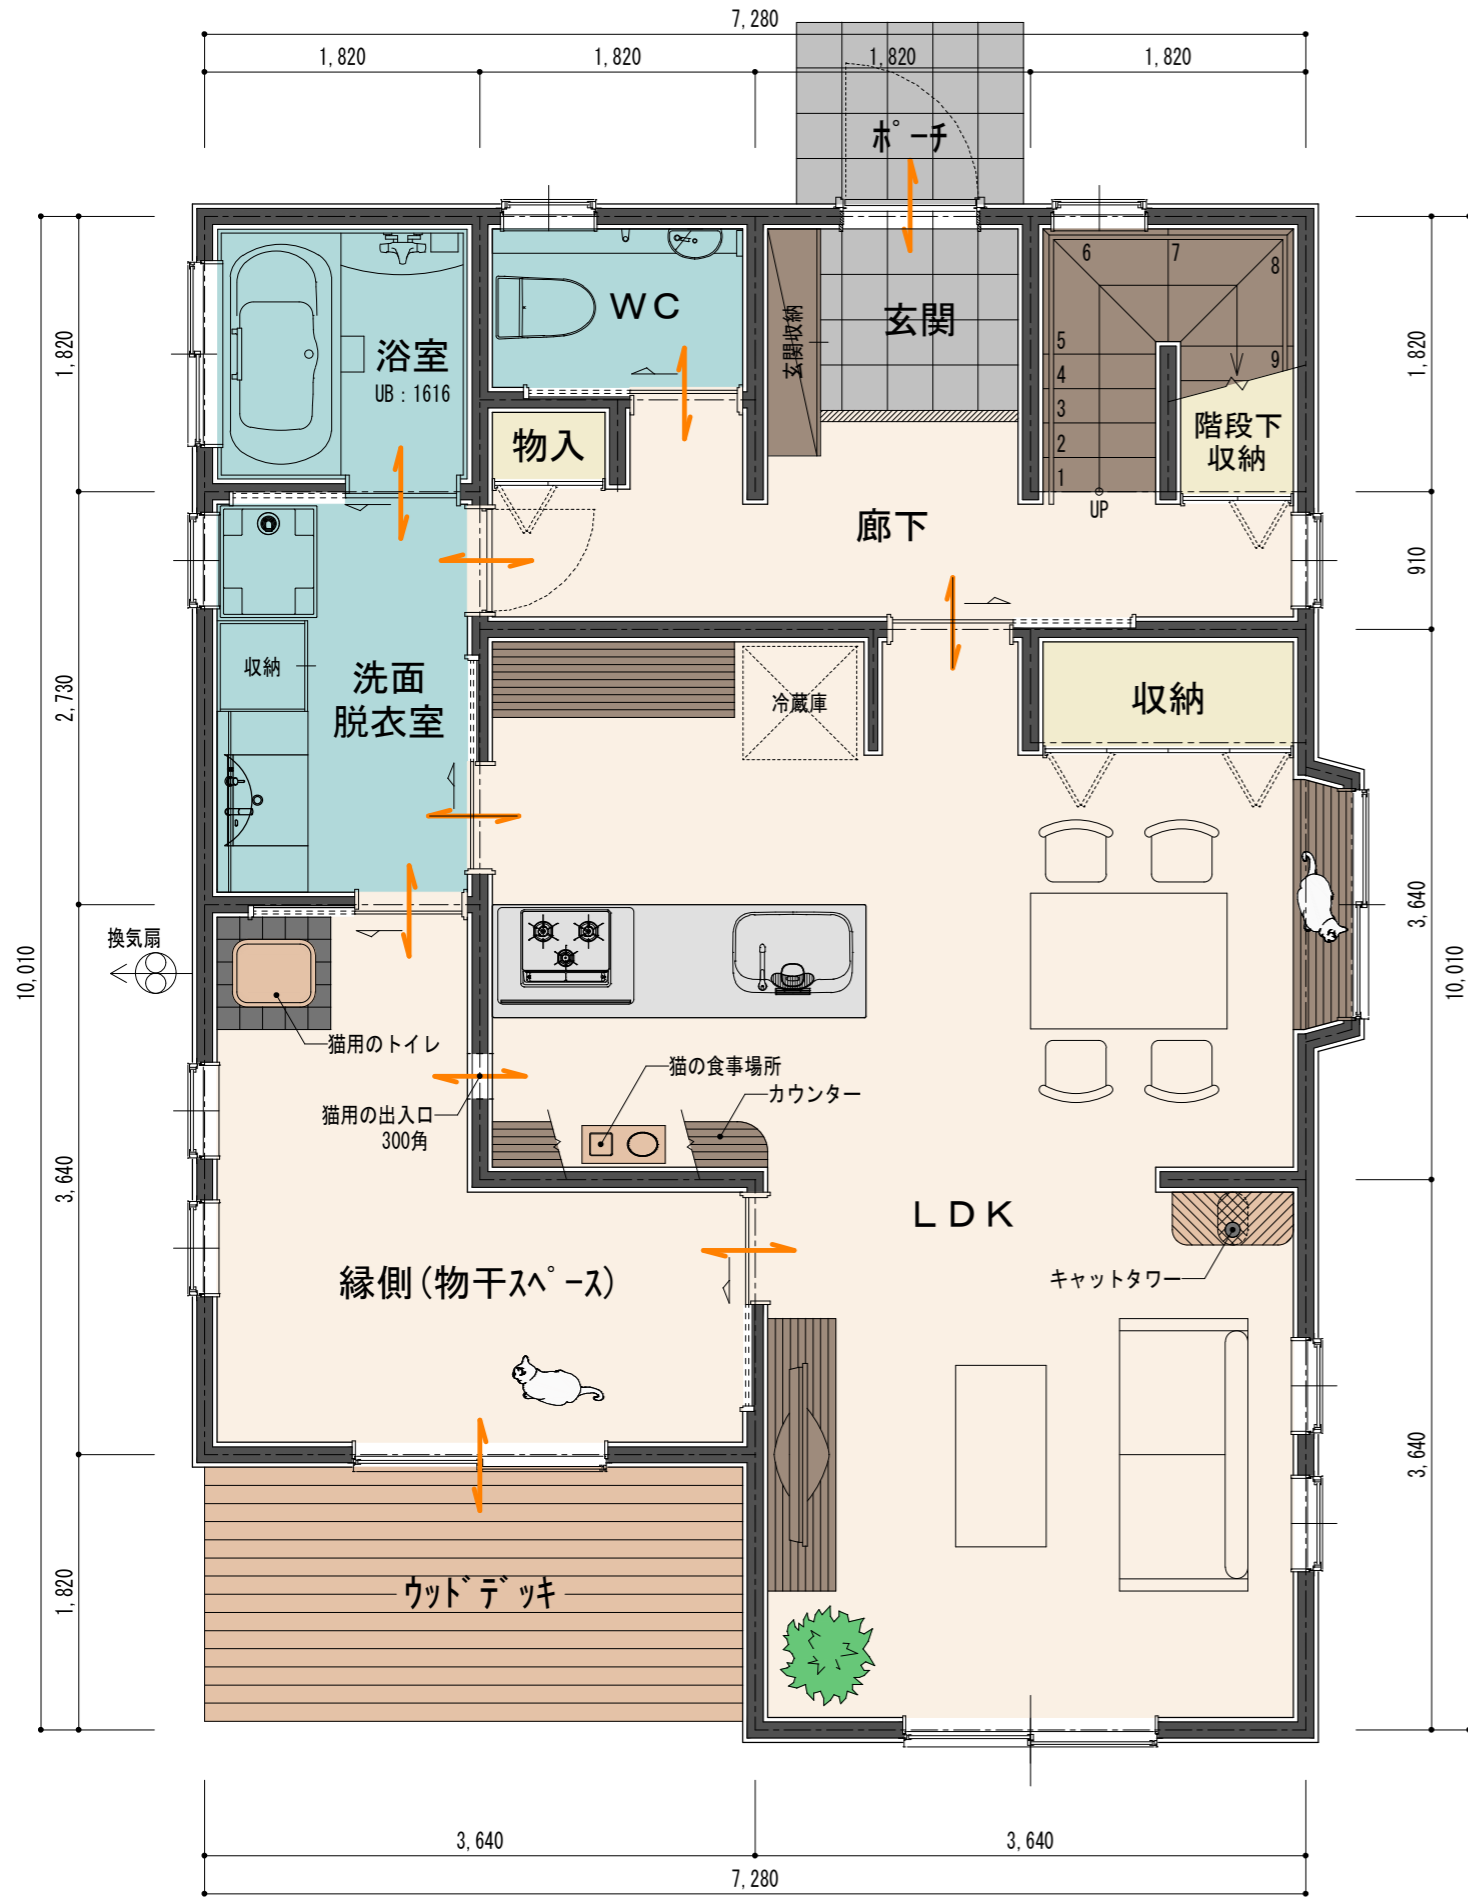 7,280
1,820
1,820
1,820
1,820
ポーチ
浴室
UB：1616
WC
玄関収納
玄関
6
7
8
5
4
3
2
1
9
UP
階段下
収納
物入
廊下
1,820
2,730
3,640
1,820
10,010
1,820
910
3,640
3,640
10,010
収納
洗面
脱衣室
冷蔵庫
収納
換気扇
猫用のトイレ
猫用の出入口
300角
猫の食事場所
カウンター
LDK
キャットタワー
縁側(物干スペース)
ウッドデッキ
3,640
3,640
7,280